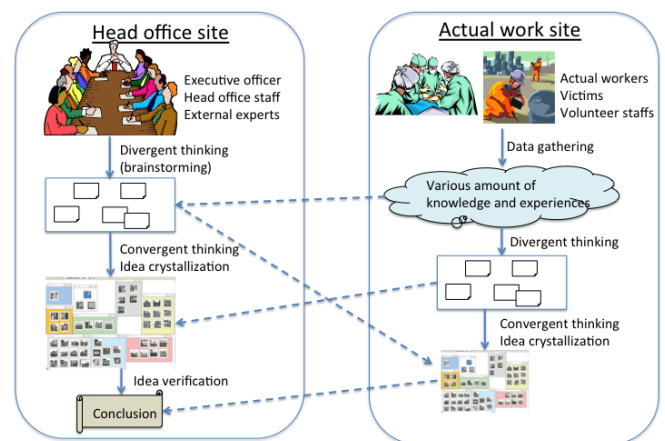 Head office site
Executive officer
Head office staff
External experts
Divergent thinking
(brainstorming)
Convergent thinking
Idea crystallization
Idea verification
Conclusion
Actual work site
Actual workers
Victims
Volunteer staffs
Data gathering
Various amount of
knowledge and experiences
Divergent thinking
Convergent thinking
Idea crystallization